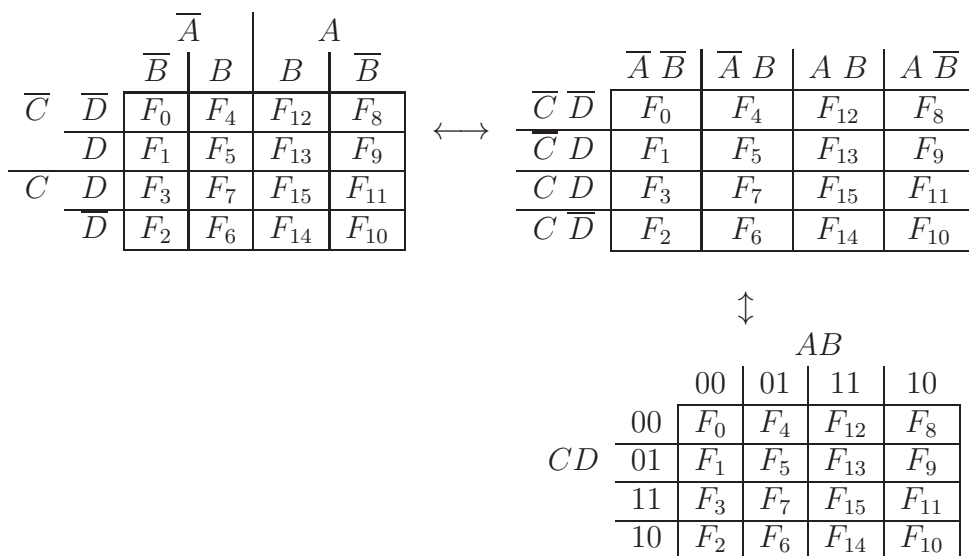 A̅ A
B̅ B B B̅
C̅ D̅ F₀ F₄ F₁₂ F₈
D F₁ F₅ F₁₃ F₉
C D F₃ F₇ F₁₅ F₁₁
D̅ F₂ F₆ F₁₄ F₁₀
⟷
A̅ B̅ A̅ B A B A B̅
C̅ D̅ F₀ F₄ F₁₂ F₈
C̅ D F₁ F₅ F₁₃ F₉
C D F₃ F₇ F₁₅ F₁₁
C D̅ F₂ F₆ F₁₄ F₁₀
↕
AB
00 01 11 10
00 F₀ F₄ F₁₂ F₈
CD 01 F₁ F₅ F₁₃ F₉
11 F₃ F₇ F₁₅ F₁₁
10 F₂ F₆ F₁₄ F₁₀